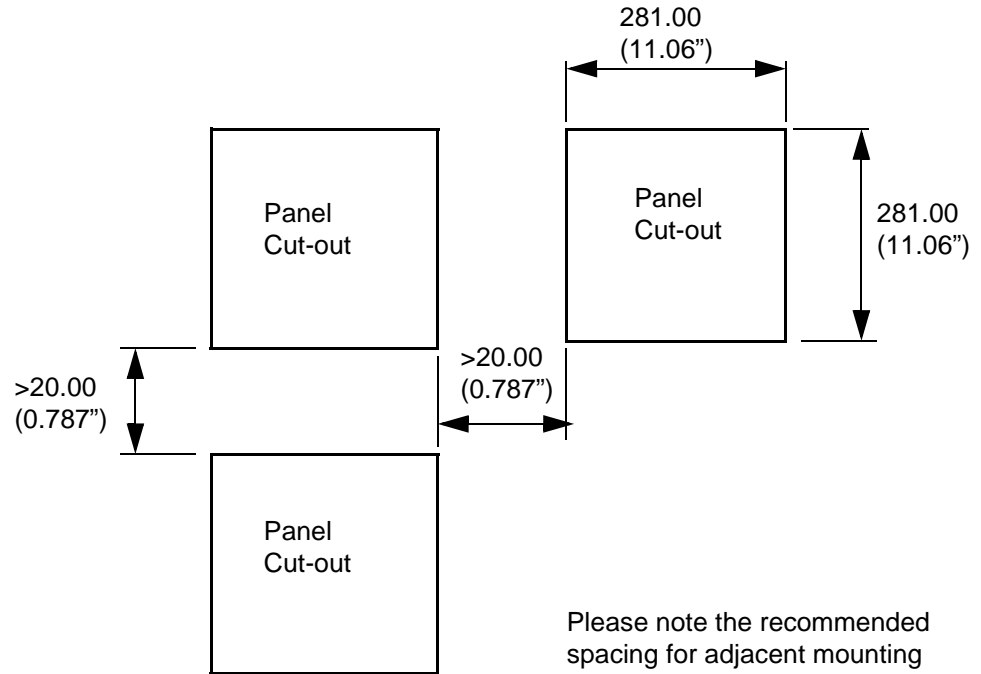 281.00
(11.06”)
Panel
Cut-out
Panel
Cut-out
281.00
(11.06”)
>20.00
(0.787”)
>20.00
(0.787”)
Panel
Cut-out
Please note the recommended
spacing for adjacent mounting